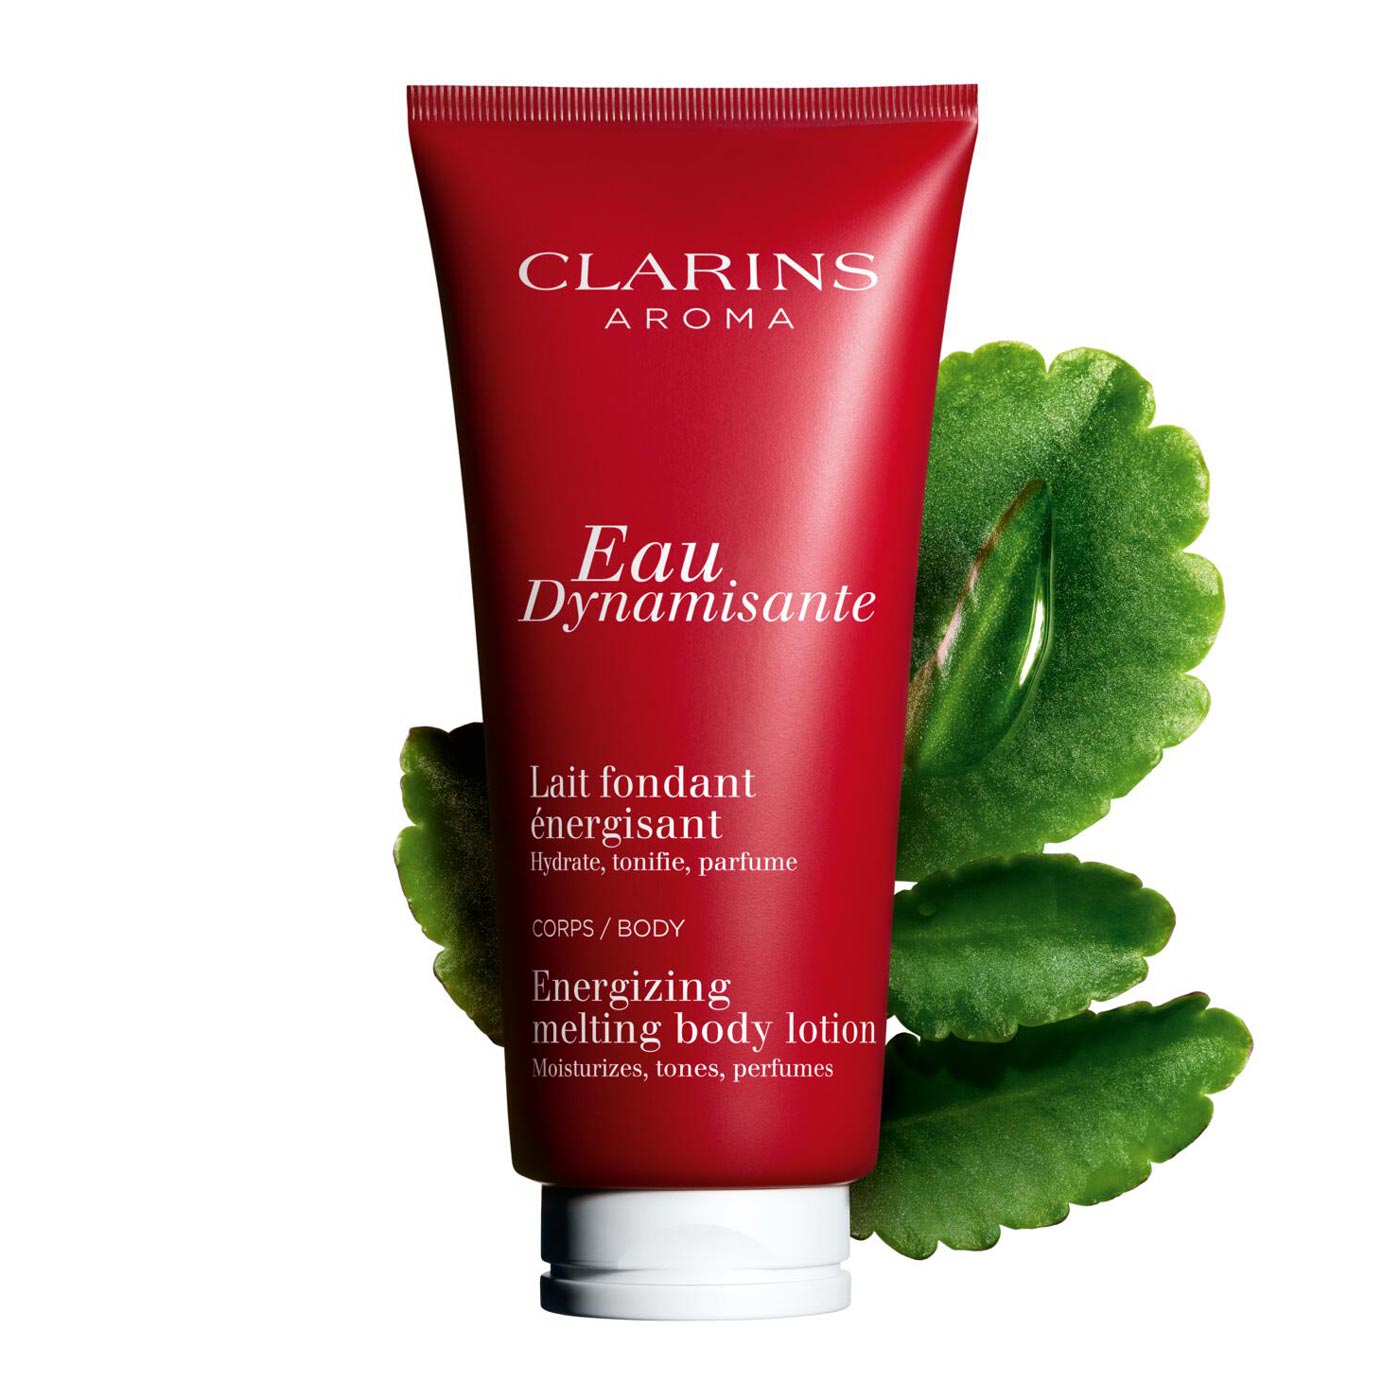 CLARINS
AROMA
Eau
Dynamisante
Lait fondant
énergisant
Hydrate, tonifie, parfume
CORPS / BODY
Energizing
melting body lotion
Moisturizes, tones, perfumes